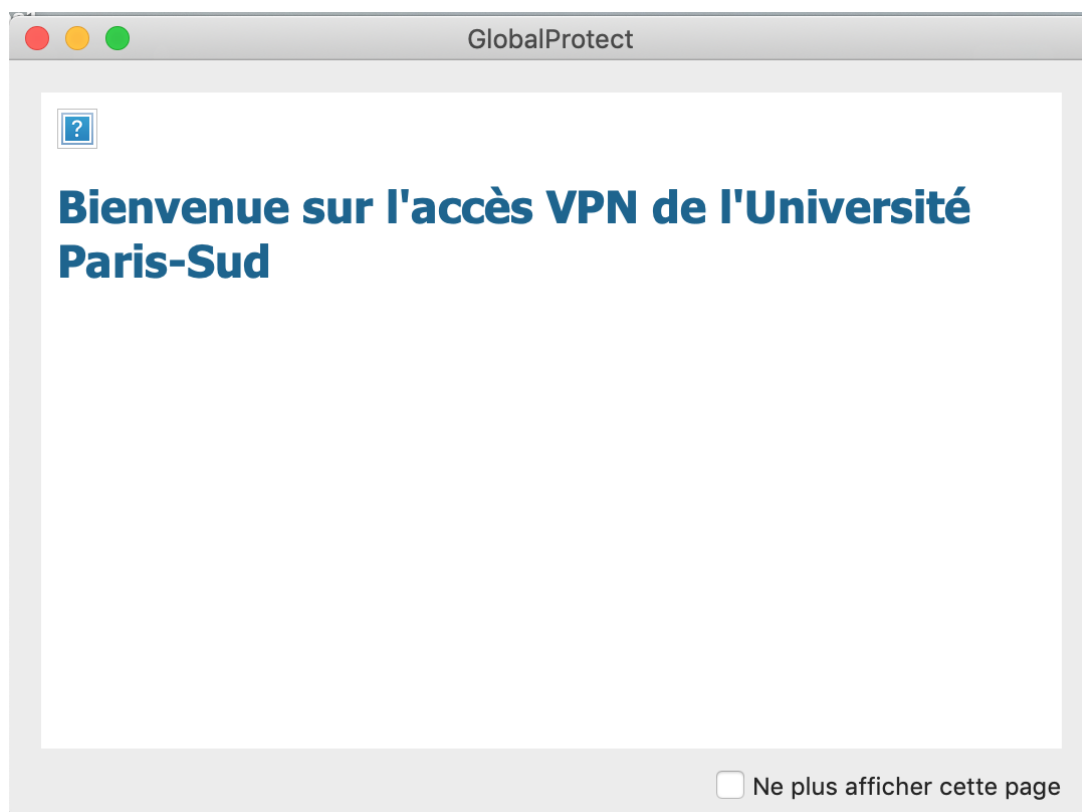 GlobalProtect
?
Bienvenue sur l'accès VPN de l'Université
Paris-Sud
Ne plus afficher cette page